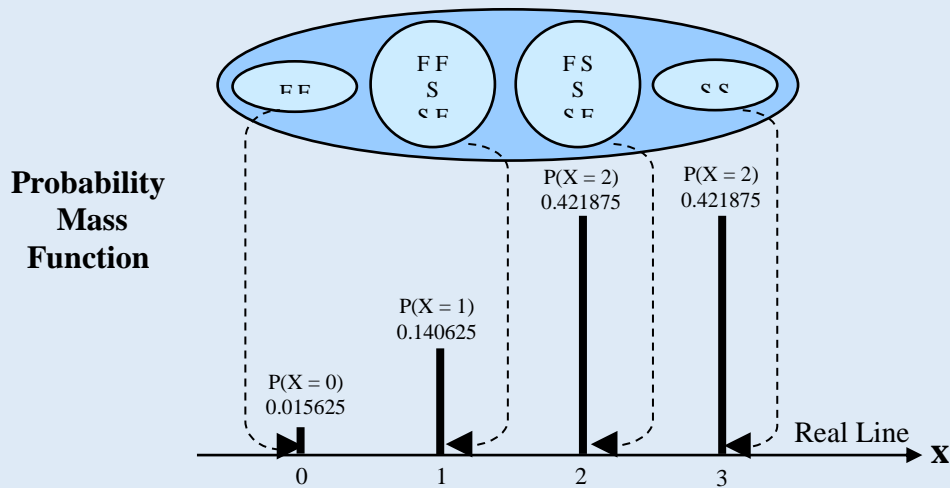 F F
S
F S
S
Probability
Mass
Function
P(X = 2)
0.421875
P(X = 2)
0.421875
P(X = 1)
0.140625
P(X = 0)
0.015625
Real Line
X
0
1
2
3